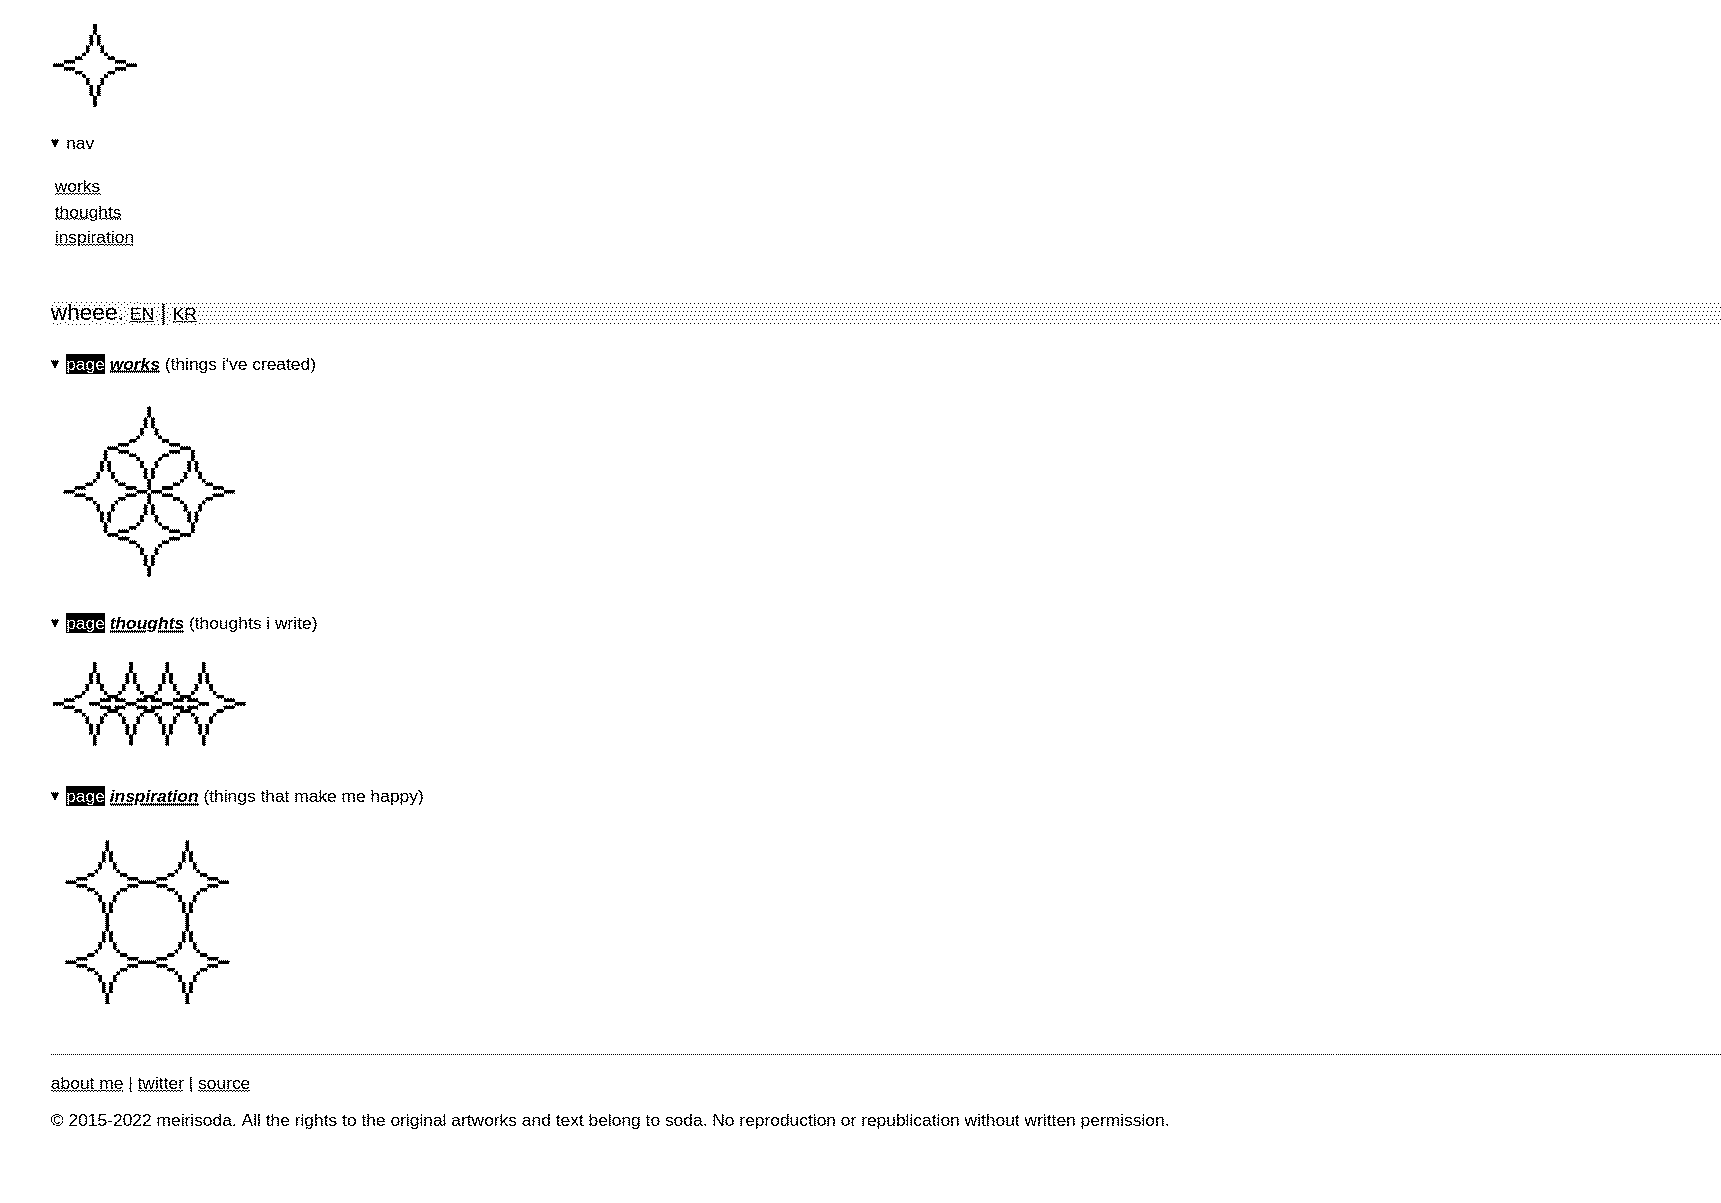 ▼ nav
works
thoughts
inspiration
wheee. EN | KR
▼ page works (things i've created)
▼ page thoughts (thoughts i write)
▼ page inspiration (things that make me happy)
about me | twitter | source
© 2015-2022 meirisoda. All the rights to the original artworks and text belong to soda. No reproduction or republication without written permission.